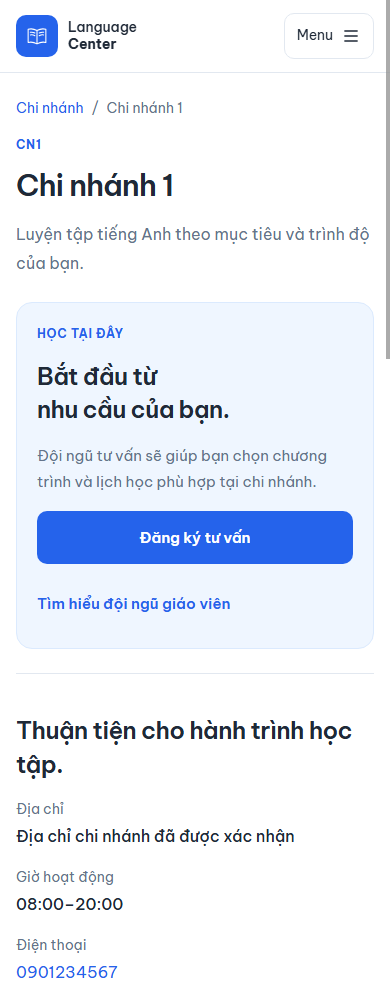 Language
Center
Menu
Chi nhánh / Chi nhánh 1
CN1
Chi nhánh 1
Luyện tập tiếng Anh theo mục tiêu và trình độ
của bạn.
HỌC TẠI ĐÂY
Bắt đầu từ
nhu cầu của bạn.
Đội ngũ tư vấn sẽ giúp bạn chọn chương
trình và lịch học phù hợp tại chi nhánh.
Đăng ký tư vấn
Tìm hiểu đội ngũ giáo viên
Thuận tiện cho hành trình học
tập.
Địa chỉ
Địa chỉ chi nhánh đã được xác nhận
Giờ hoạt động
08:00–20:00
Điện thoại
0901234567